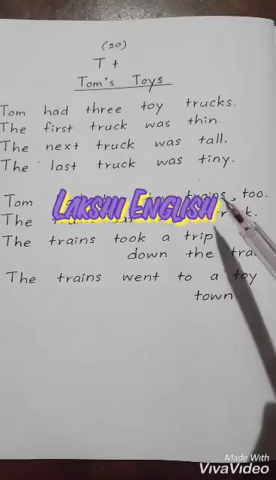 (20)
T t
Tom's Toys
Tom had three toy trucks.
The first truck was thin.
The next truck was tall.
The last truck was tiny.
Tom trains, too.
The
Lakshi English
The trains took a trip
down the
The trains went to a toy
town
Made With
VivaVideo